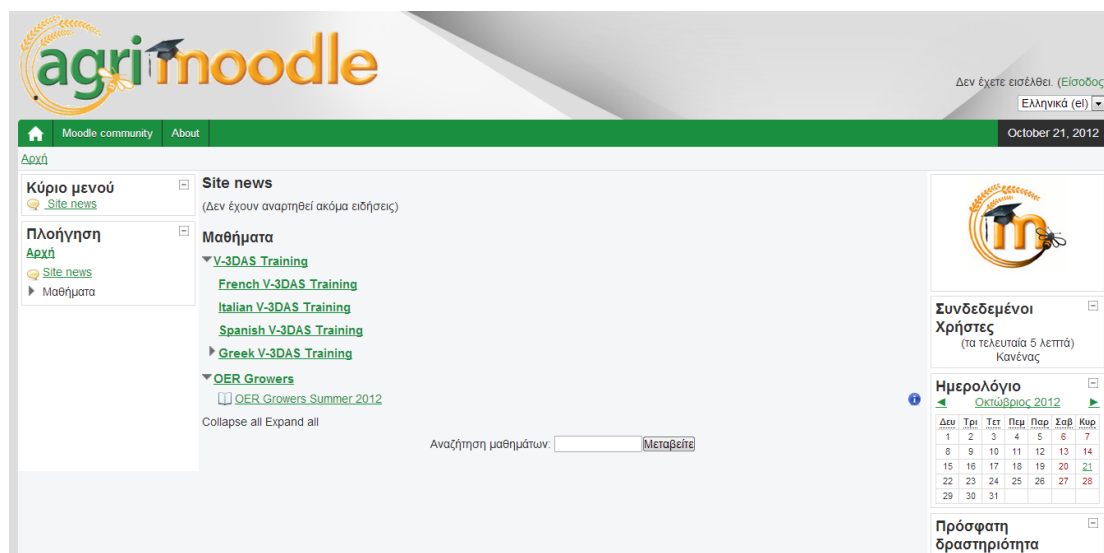 agrimoodle
Δεν έχετε εισέλθει. (Είσοδος
Ελληνικά (el)
Moodle community
About
October 21, 2012
Αρχή
Κύριο μενού
Site news
Πλοήγηση
Αρχή
Site news
Μαθήματα
Site news
(Δεν έχουν αναρτηθεί ακόμα ειδήσεις)
Μαθήματα
V-3DAS Training
French V-3DAS Training
Italian V-3DAS Training
Spanish V-3DAS Training
Greek V-3DAS Training
OER Growers
OER Growers Summer 2012
Collapse all Expand all
Αναζήτηση μαθημάτων: Μεταβείτε
m
Συνδεδεμένοι
Χρήστες
(τα τελευταία 5 λεπτά)
Κανένας
Ημερολόγιο
◄ Οκτώβριος 2012 ►
Δευ Τρι Τετ Πεμ Παρ Σαβ Κυρ
1 2 3 4 5 6 7
8 9 10 11 12 13 14
15 16 17 18 19 20 21
22 23 24 25 26 27 28
29 30 31
Πρόσφατη
δραστηριότητα